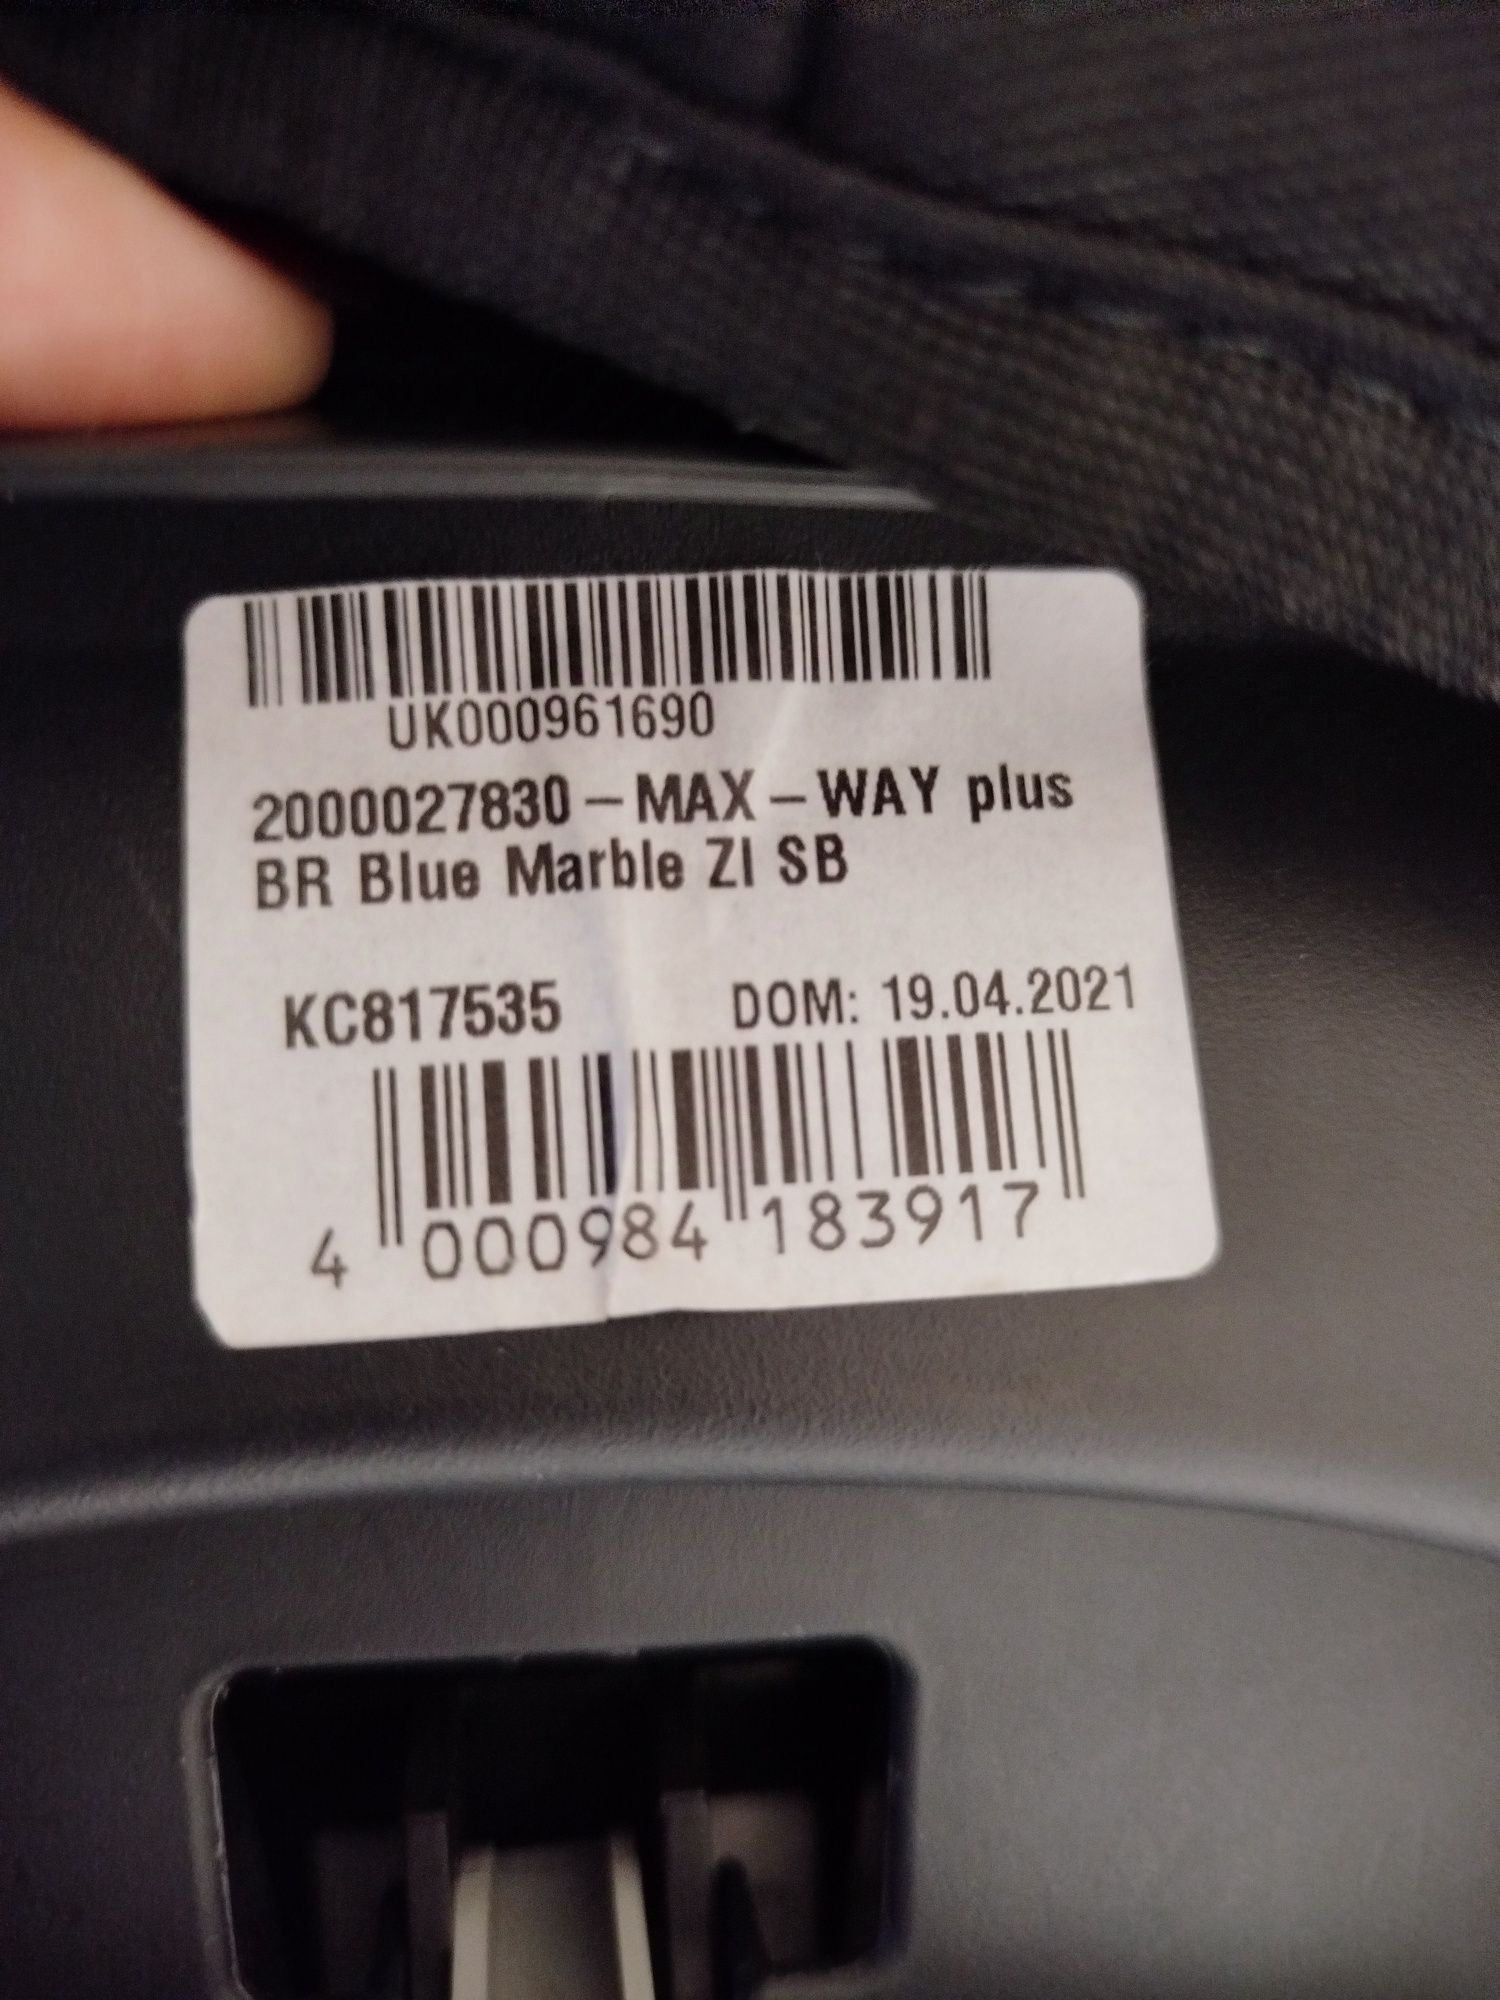 UK000961690
2000027830 – MAX – WAY plus
BR Blue Marble ZI SB
KC817535 DOM: 19.04.2021
4 000984 183917